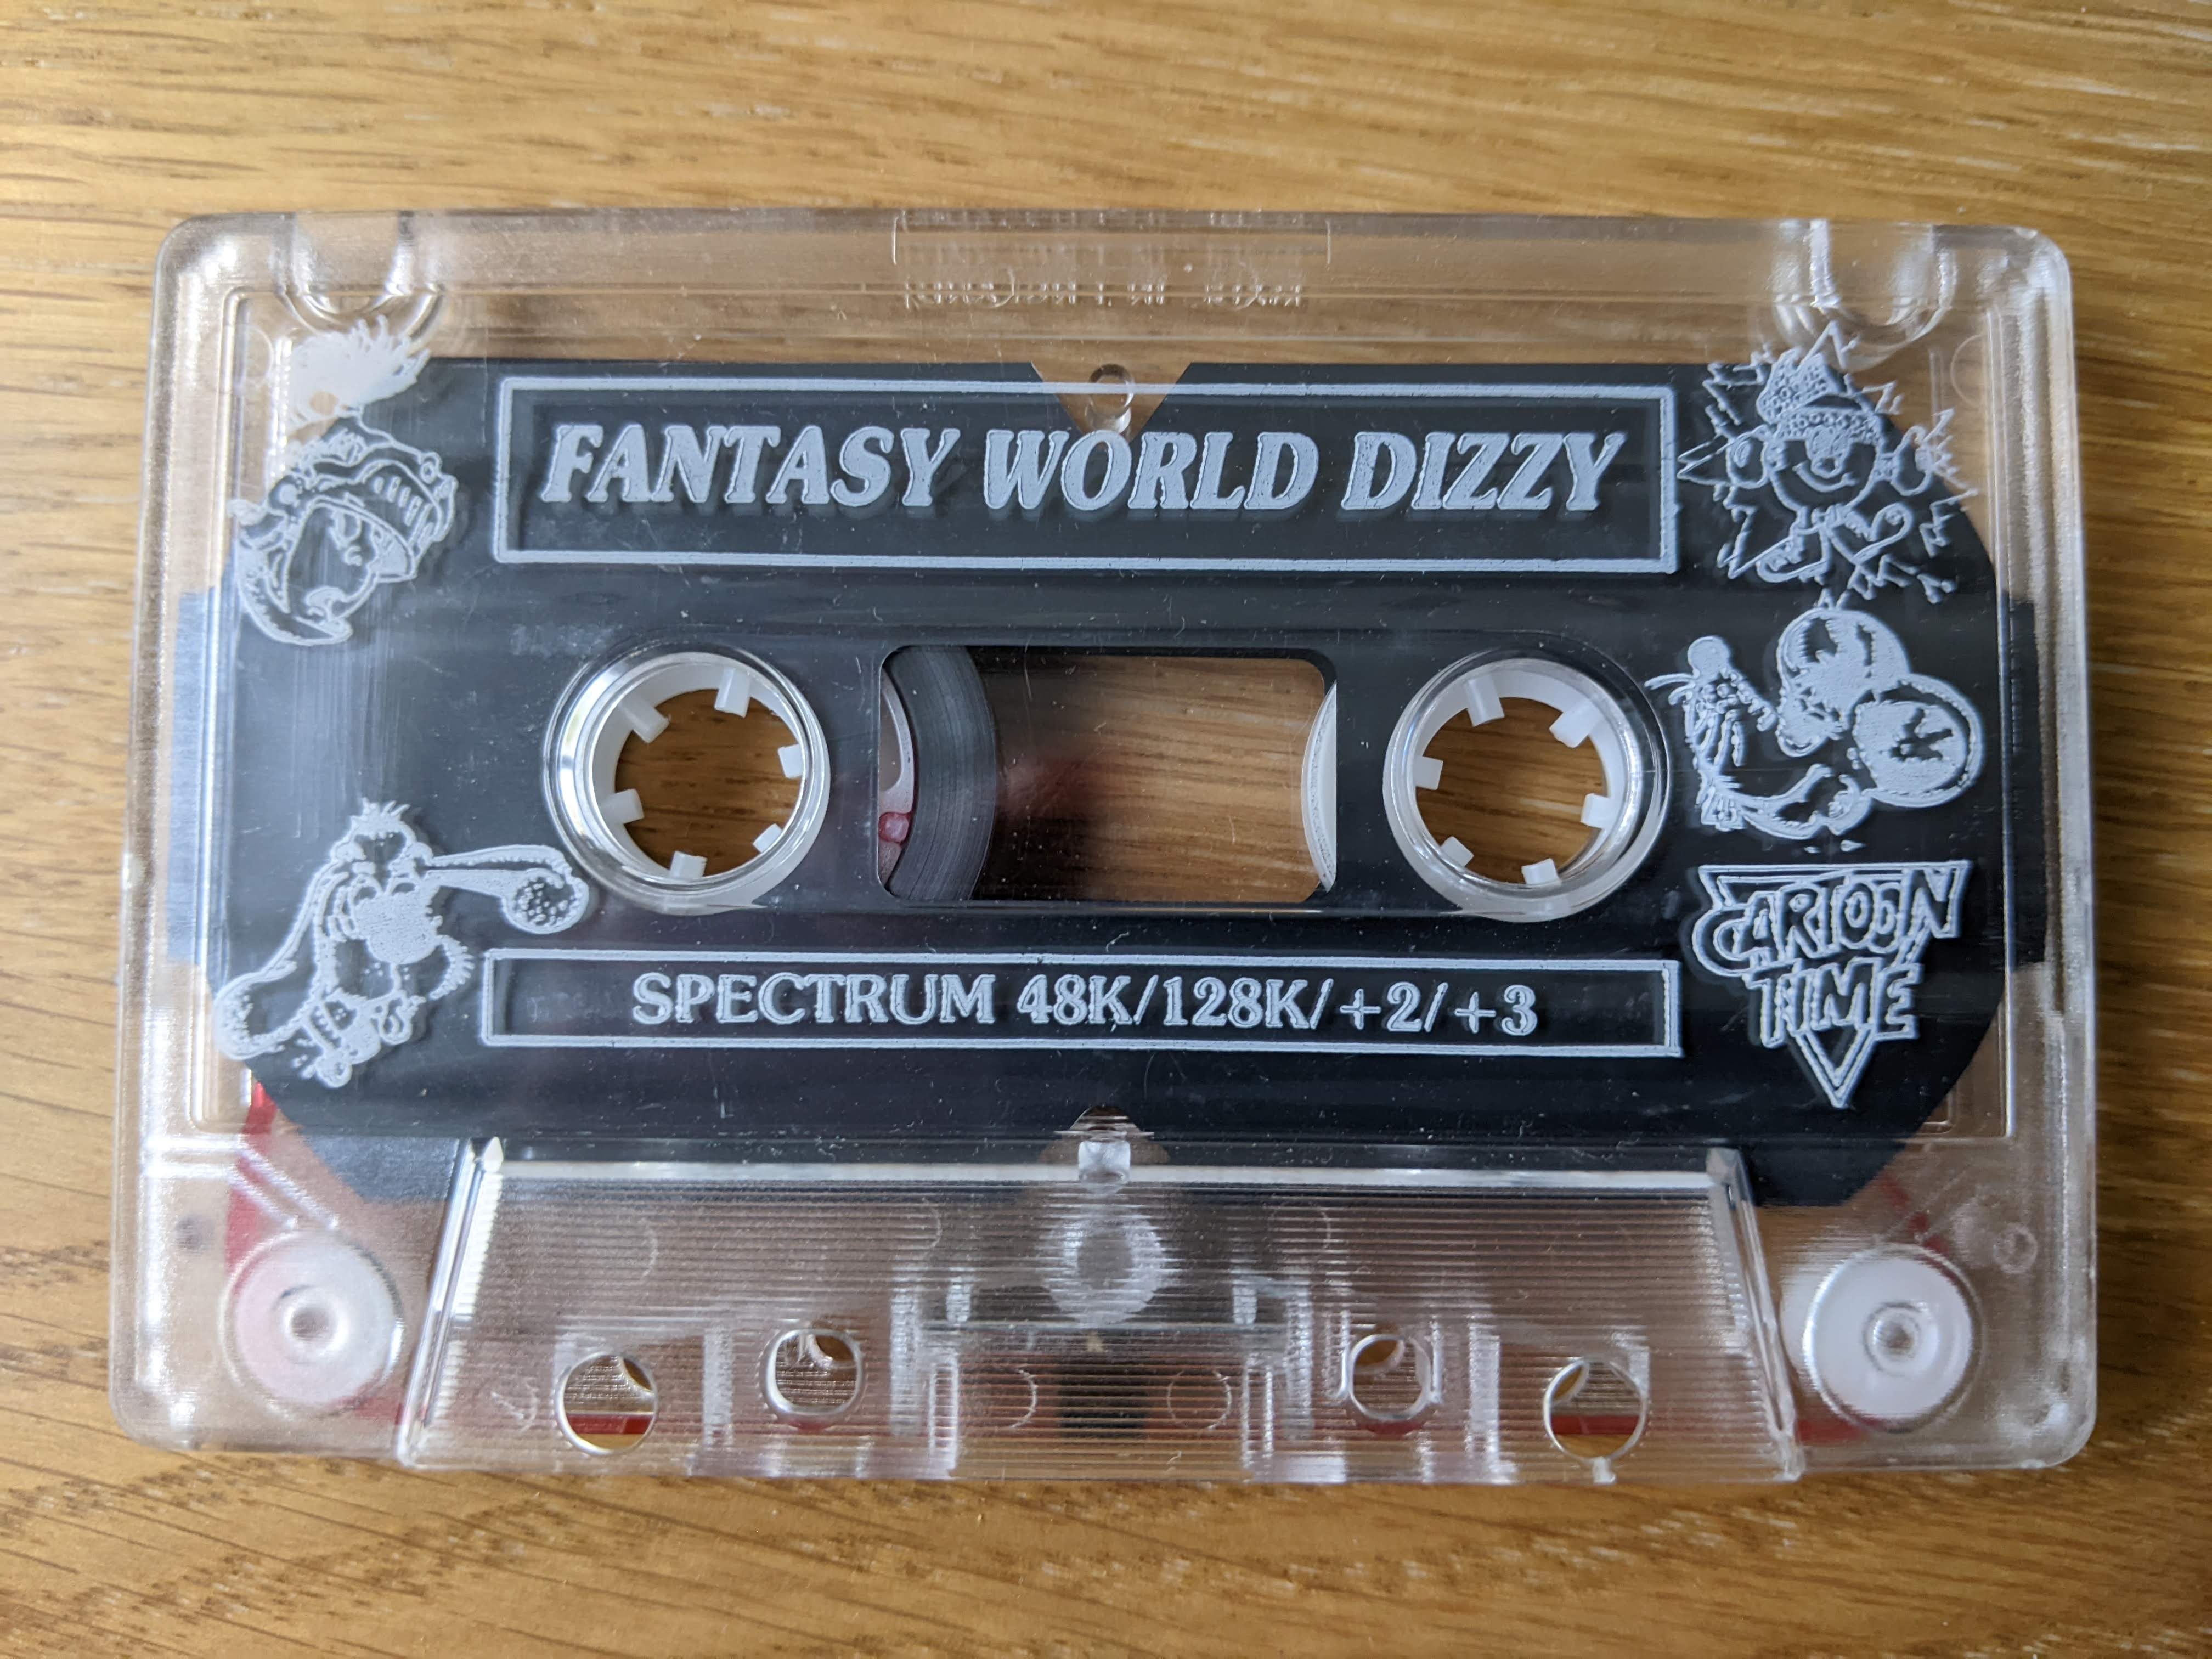 FANTASY WORLD DIZZY
SPECTRUM 48K/128K/+2/+3
CARTOON
TIME